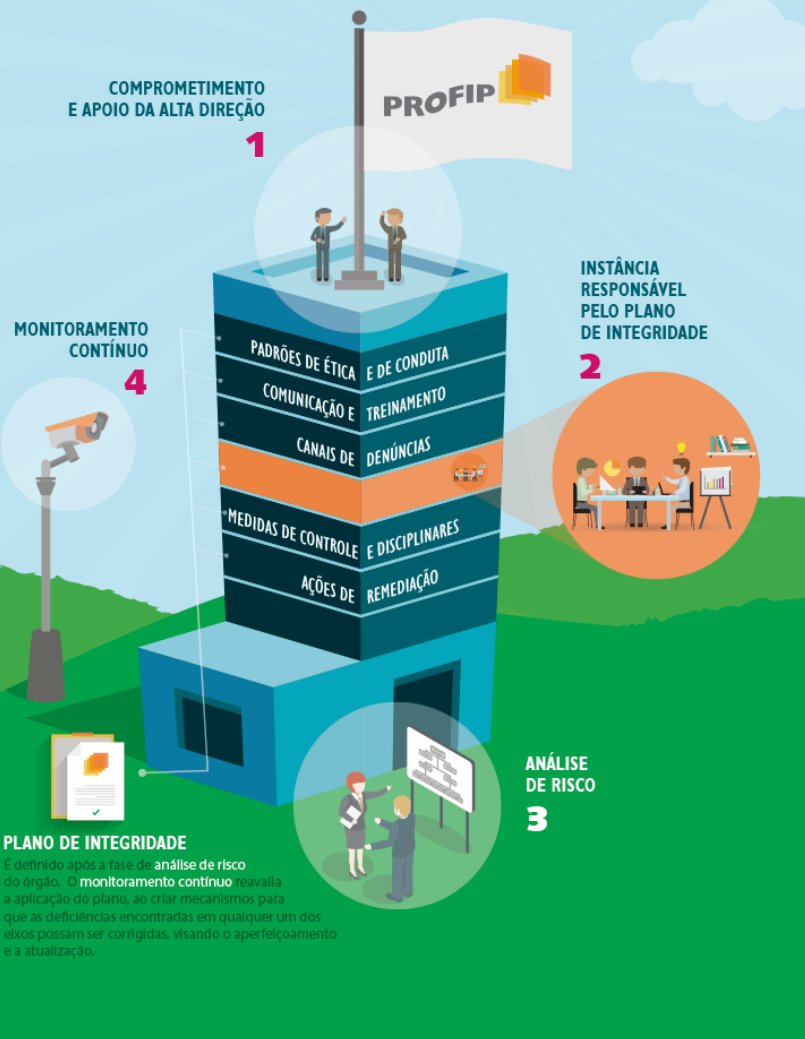 PROFIP
COMPROMETIMENTO
E APOIO DA ALTA DIREÇÃO
1
INSTÂNCIA
RESPONSÁVEL
PELO PLANO
DE INTEGRIDADE
2
MONITORAMENTO
CONTÍNUO
4
PADRÕES DE ÉTICA E DE CONDUTA
COMUNICAÇÃO E TREINAMENTO
CANAIS DE DENÚNCIAS
MEDIDAS DE CONTROLE E DISCIPLINARES
AÇÕES DE REMEDIAÇÃO
ANÁLISE
DE RISCO
3
PLANO DE INTEGRIDADE
É definido após a fase de análise de risco
do órgão. O monitoramento contínuo reavalia
a aplicação do plano, ao criar mecanismos para
que as deficiências encontradas em qualquer um dos
eixos possam ser corrigidas, visando o aperfeiçoamento
e a atualização.